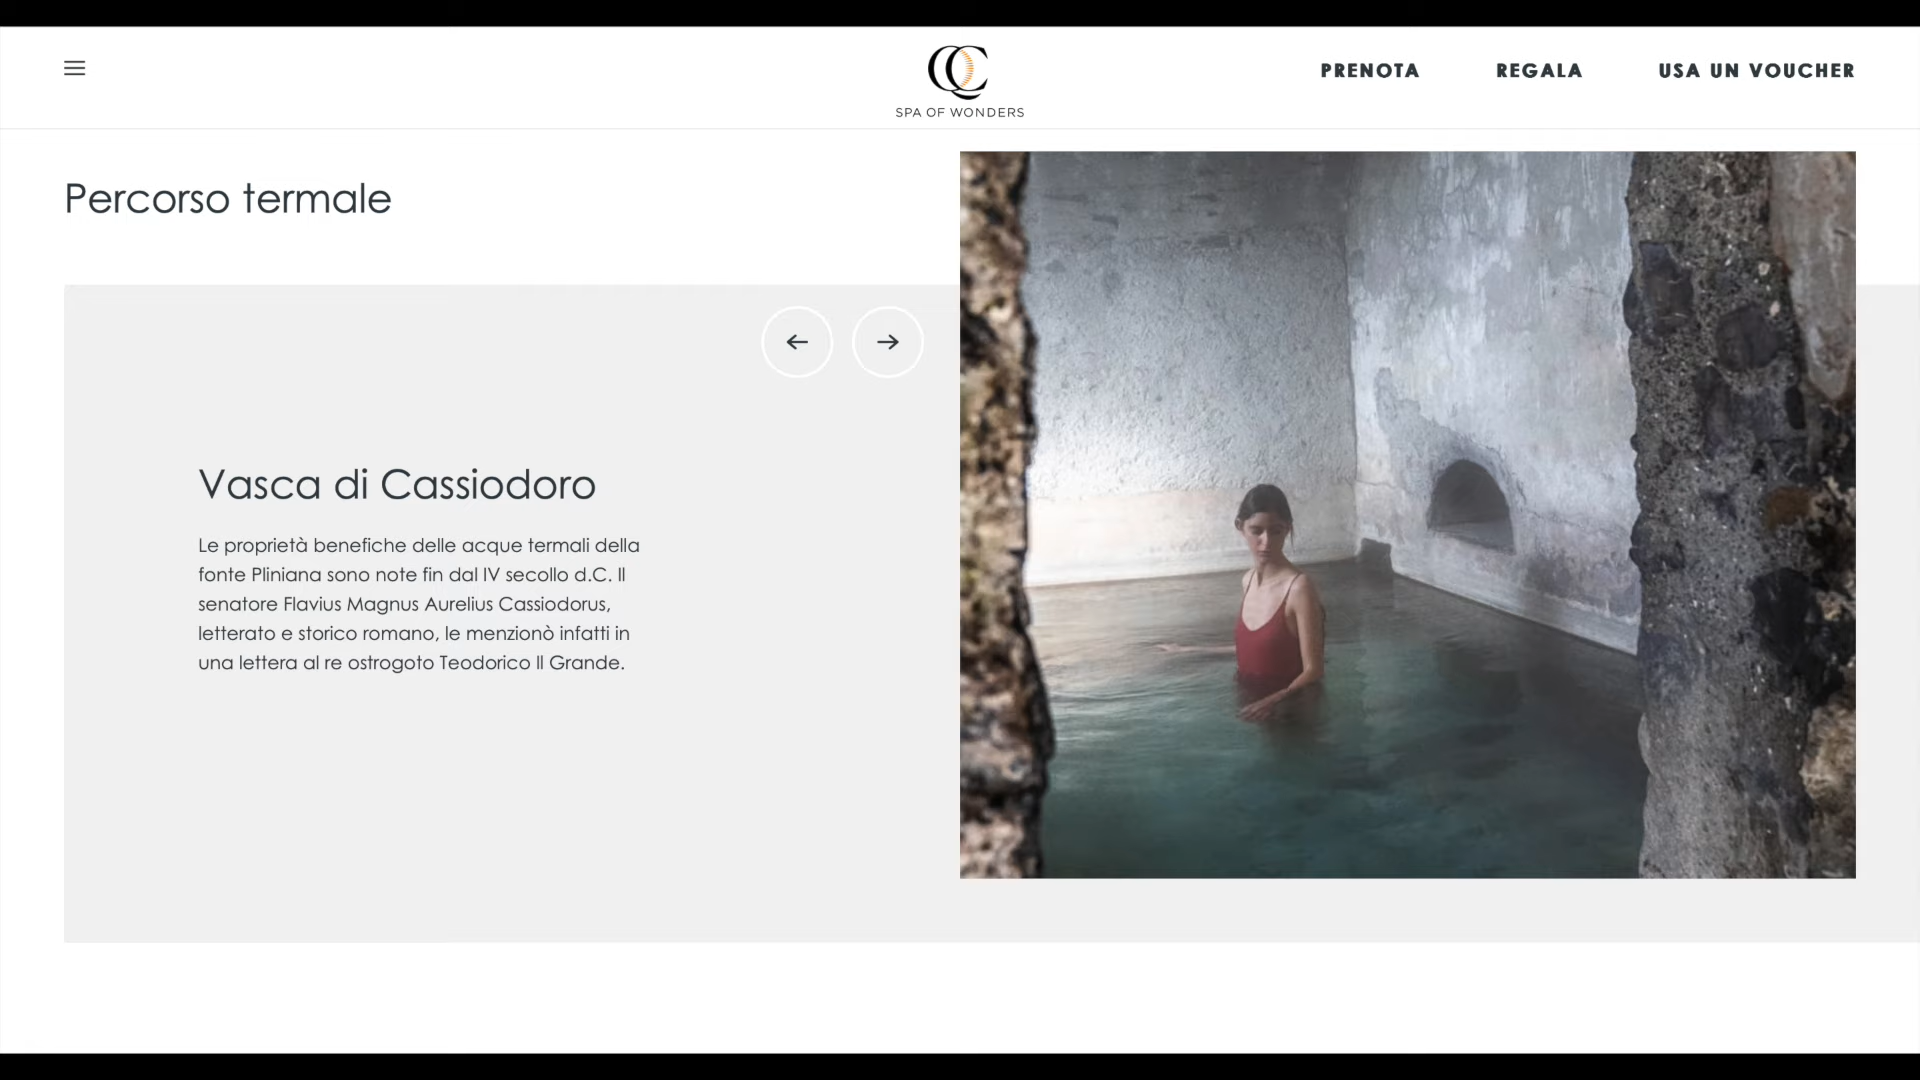 SPA OF WONDERS
PRENOTA
REGALA
USA UN VOUCHER
Percorso termale
Vasca di Cassiodoro
Le proprietà benefiche delle acque termali della
fonte Pliniana sono note fin dal IV secollo d.C. Il
senatore Flavius Magnus Aurelius Cassiodorus,
letterato e storico romano, le menzionò infatti in
una lettera al re ostrogoto Teodorico Il Grande.